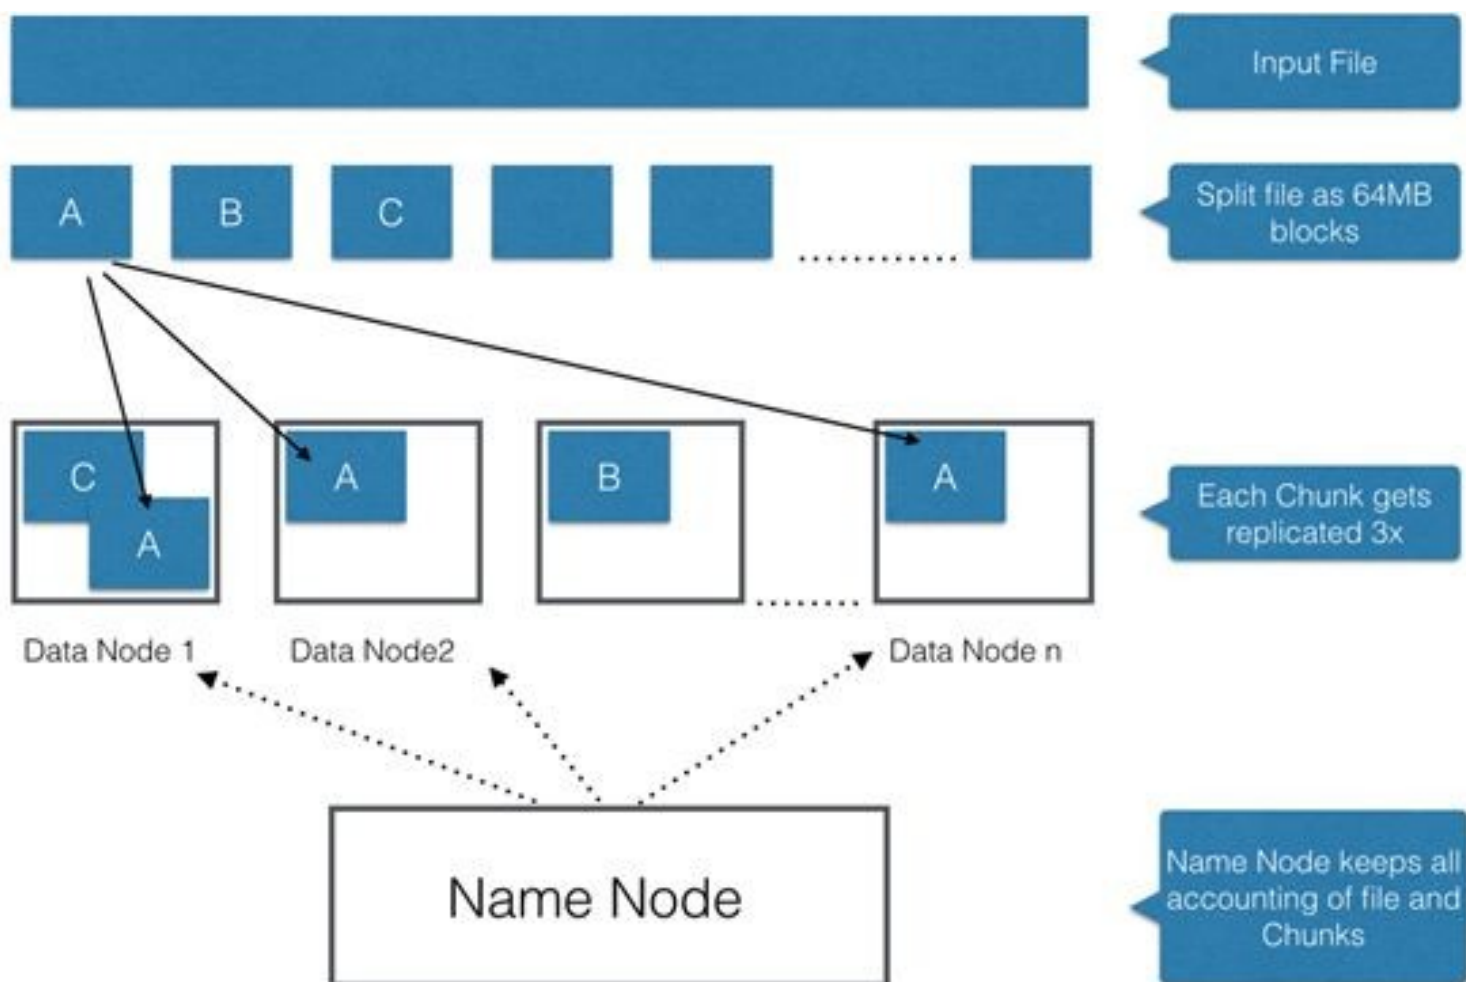 Input File
A B C
Split file as 64MB
blocks
C A B A
A
Each Chunk gets
replicated 3x
Data Node 1 Data Node2 Data Node n
Name Node
Name Node keeps all
accounting of file and
Chunks